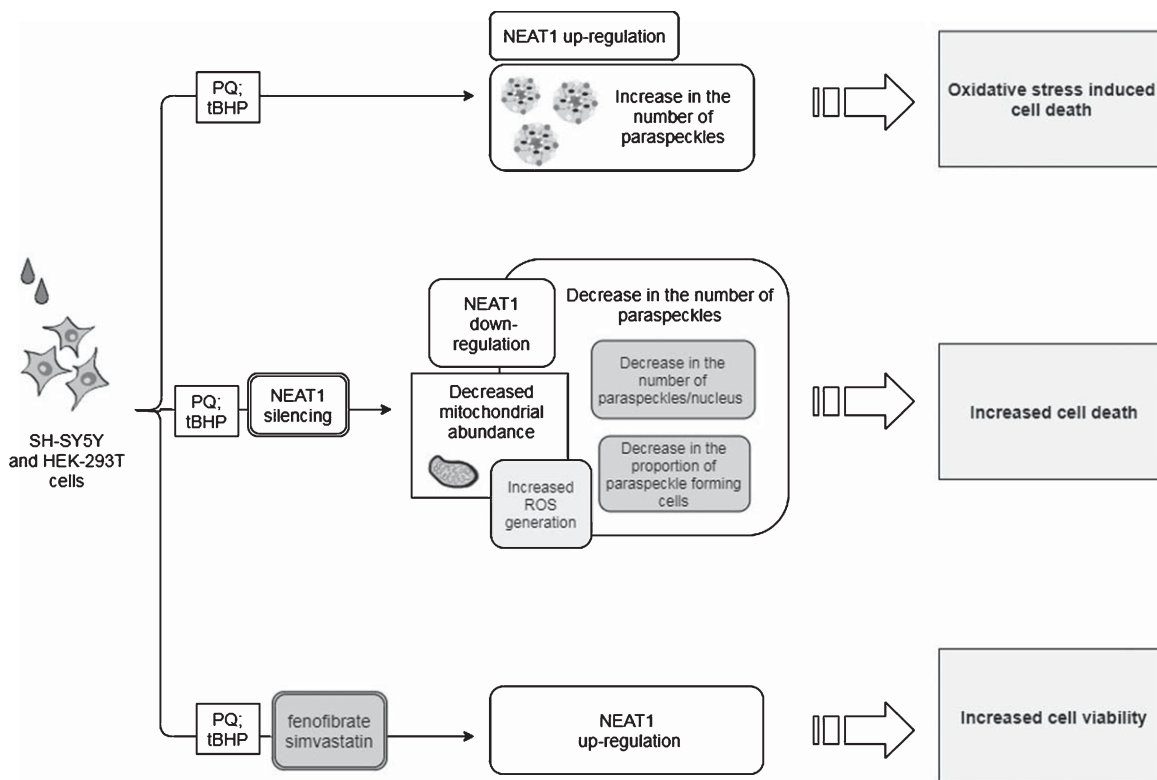 NEAT1 up-regulation
PQ;
tBHP
Increase in the
number of
paraspeckles
Oxidative stress induced
cell death
SH-SY5Y
and HEK-293T
cells
PQ;
tBHP
NEAT1
silencing
NEAT1
down-
regulation
Decreased
mitochondrial
abundance
Increased
ROS
generation
Decrease in the number of
paraspeckles
Decrease in the
number of
paraspeckles/nucleus
Decrease in the
proportion of
paraspeckle forming
cells
Increased cell death
PQ;
tBHP
fenofibrate
simvastatin
NEAT1
up-regulation
Increased cell viability